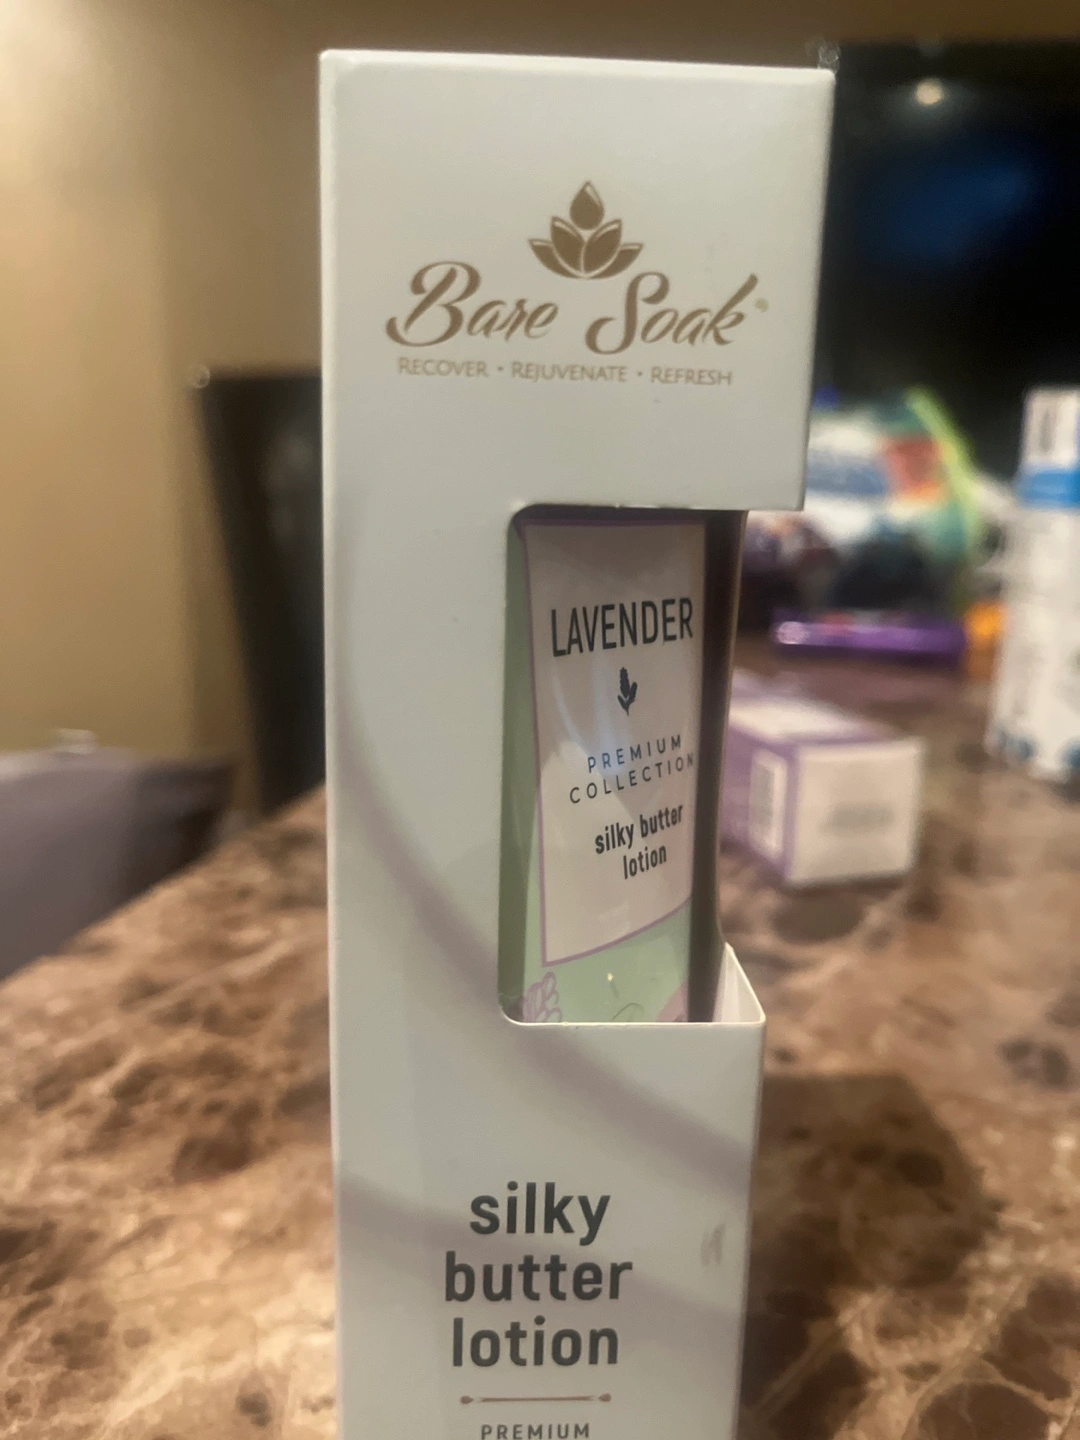 Bare Soak®
RECOVER • REJUVENATE • REFRESH
LAVENDER
PREMIUM
COLLECTION
silky butter
lotion
silky
butter
lotion
PREMIUM